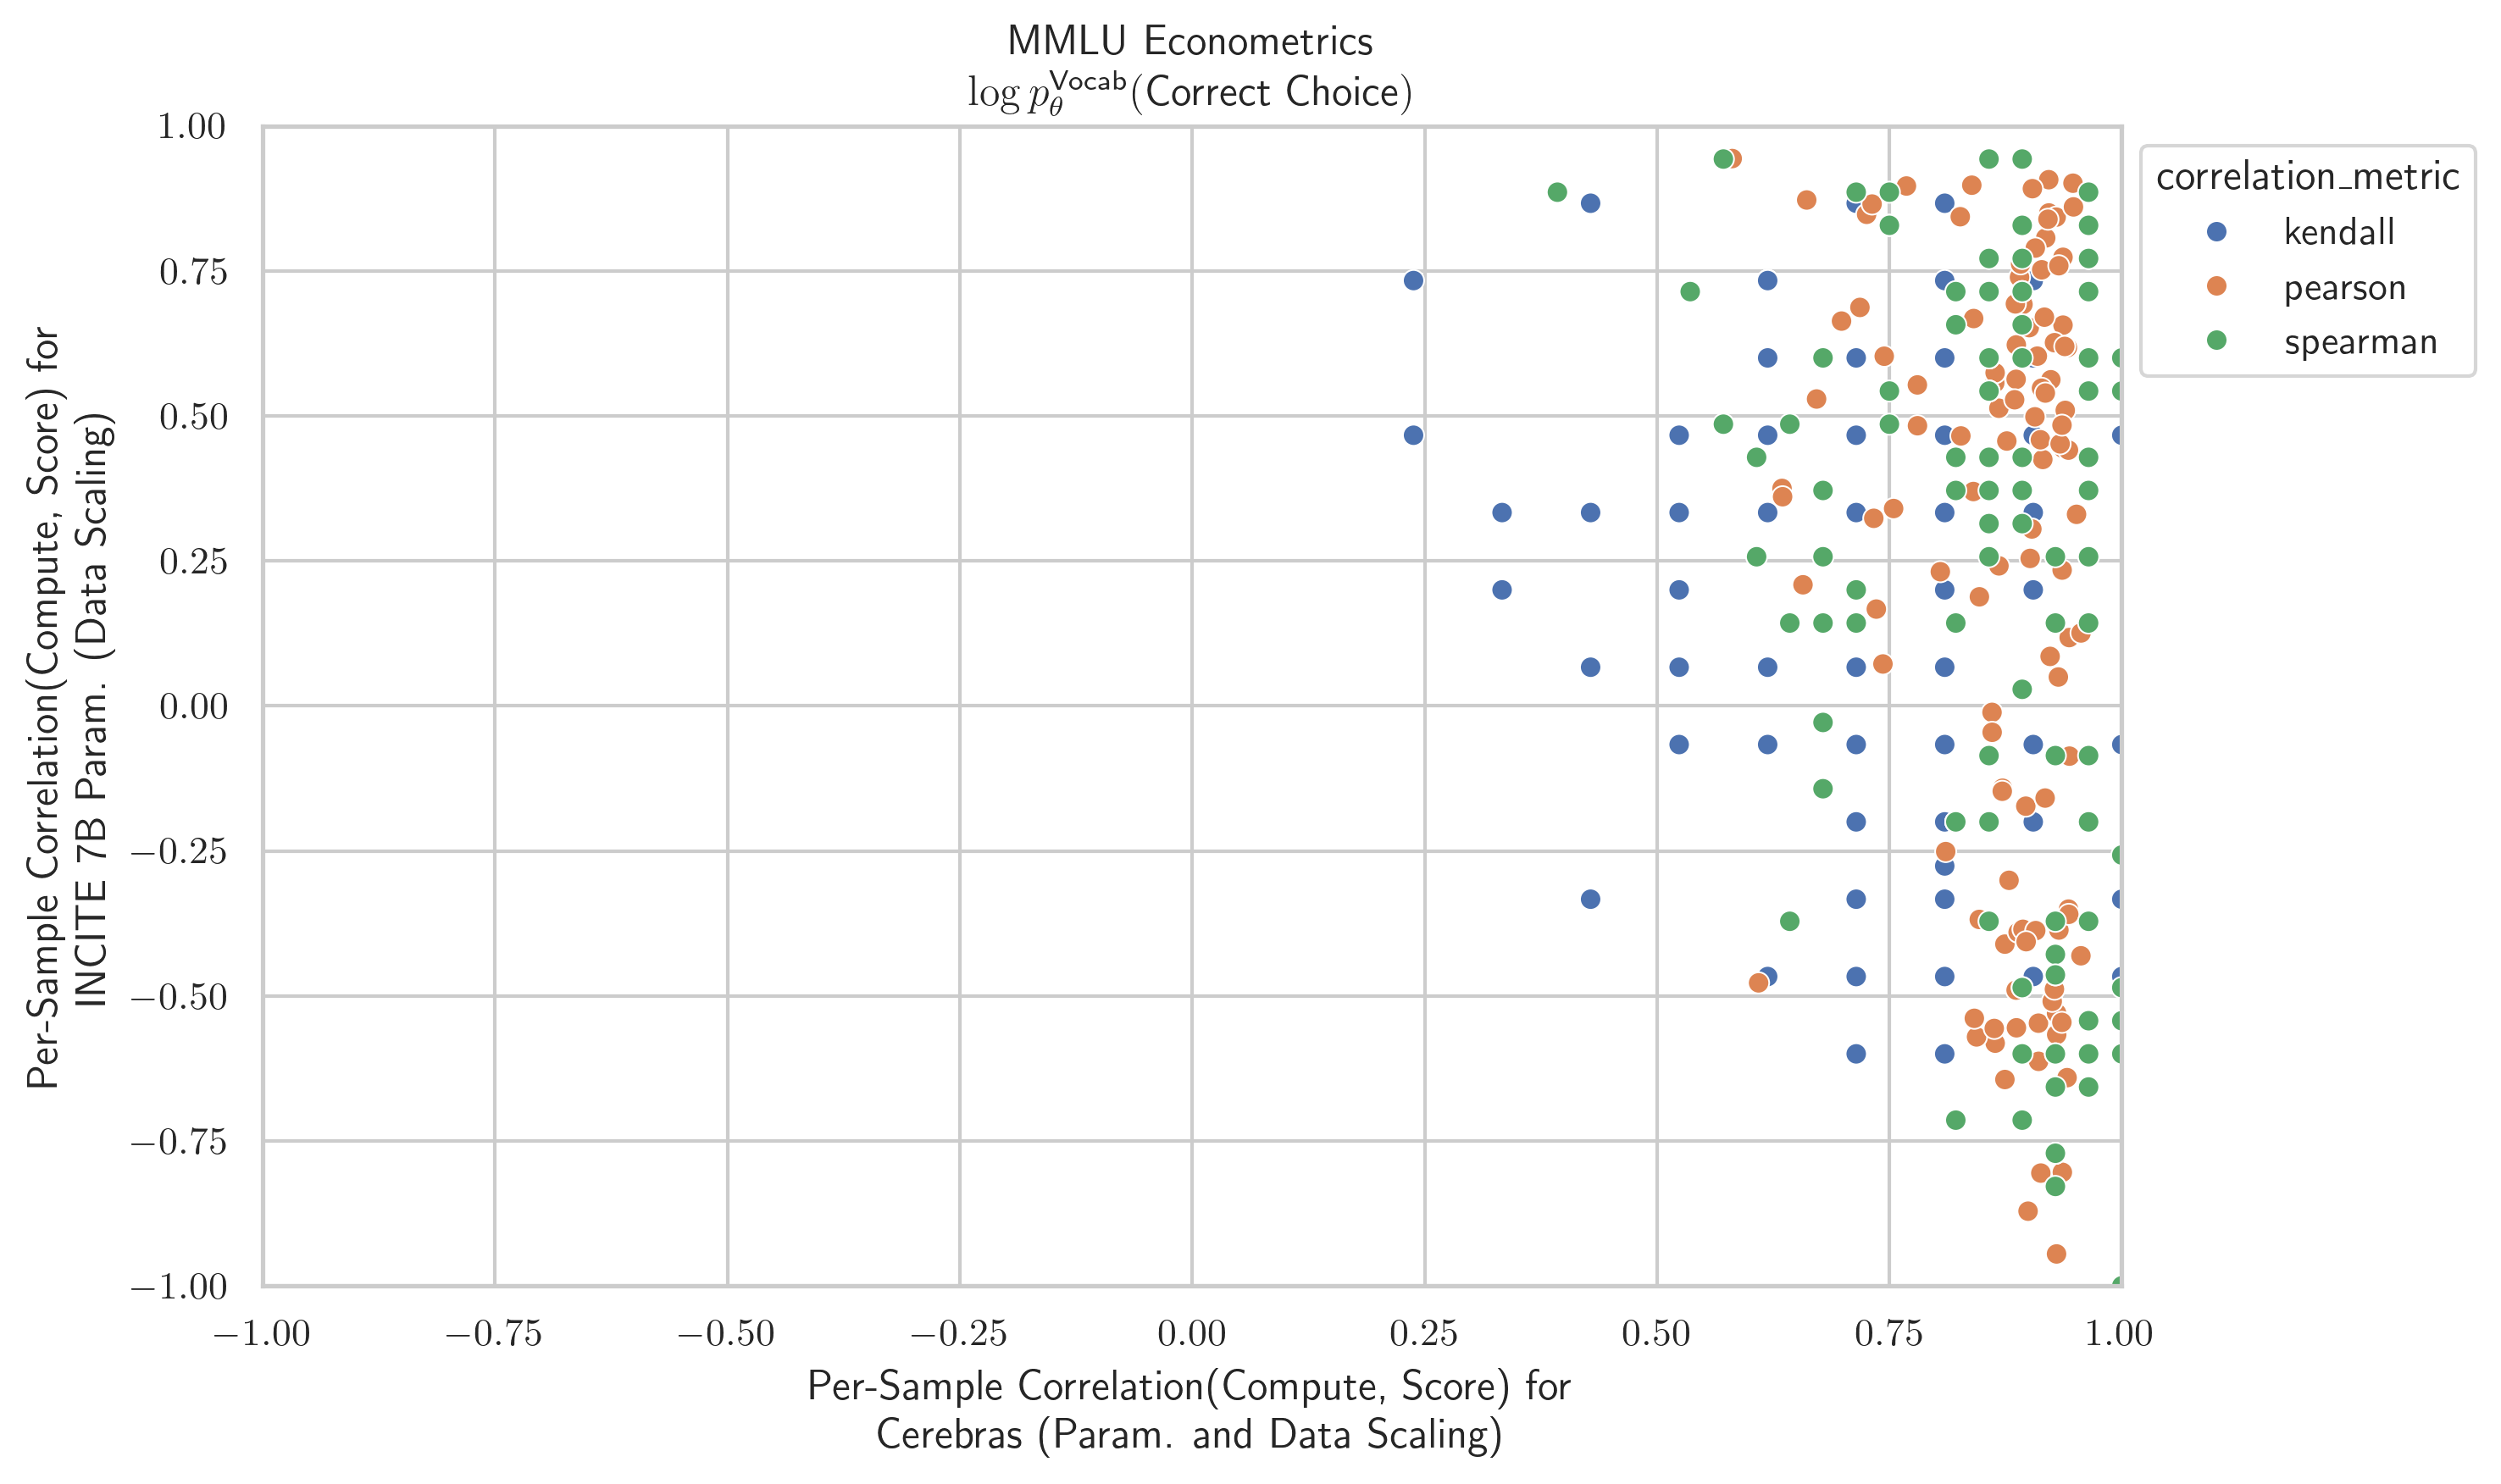 MMLU Econometrics
log p_θ^Vocab(Correct Choice)
Per-Sample Correlation(Compute, Score) for
INCITE 7B Param. (Data Scaling)
1.00
0.75
0.50
0.25
0.00
−0.25
−0.50
−0.75
−1.00
−1.00 −0.75 −0.50 −0.25 0.00 0.25 0.50 0.75 1.00
Per-Sample Correlation(Compute, Score) for
Cerebras (Param. and Data Scaling)
correlation_metric
kendall
pearson
spearman